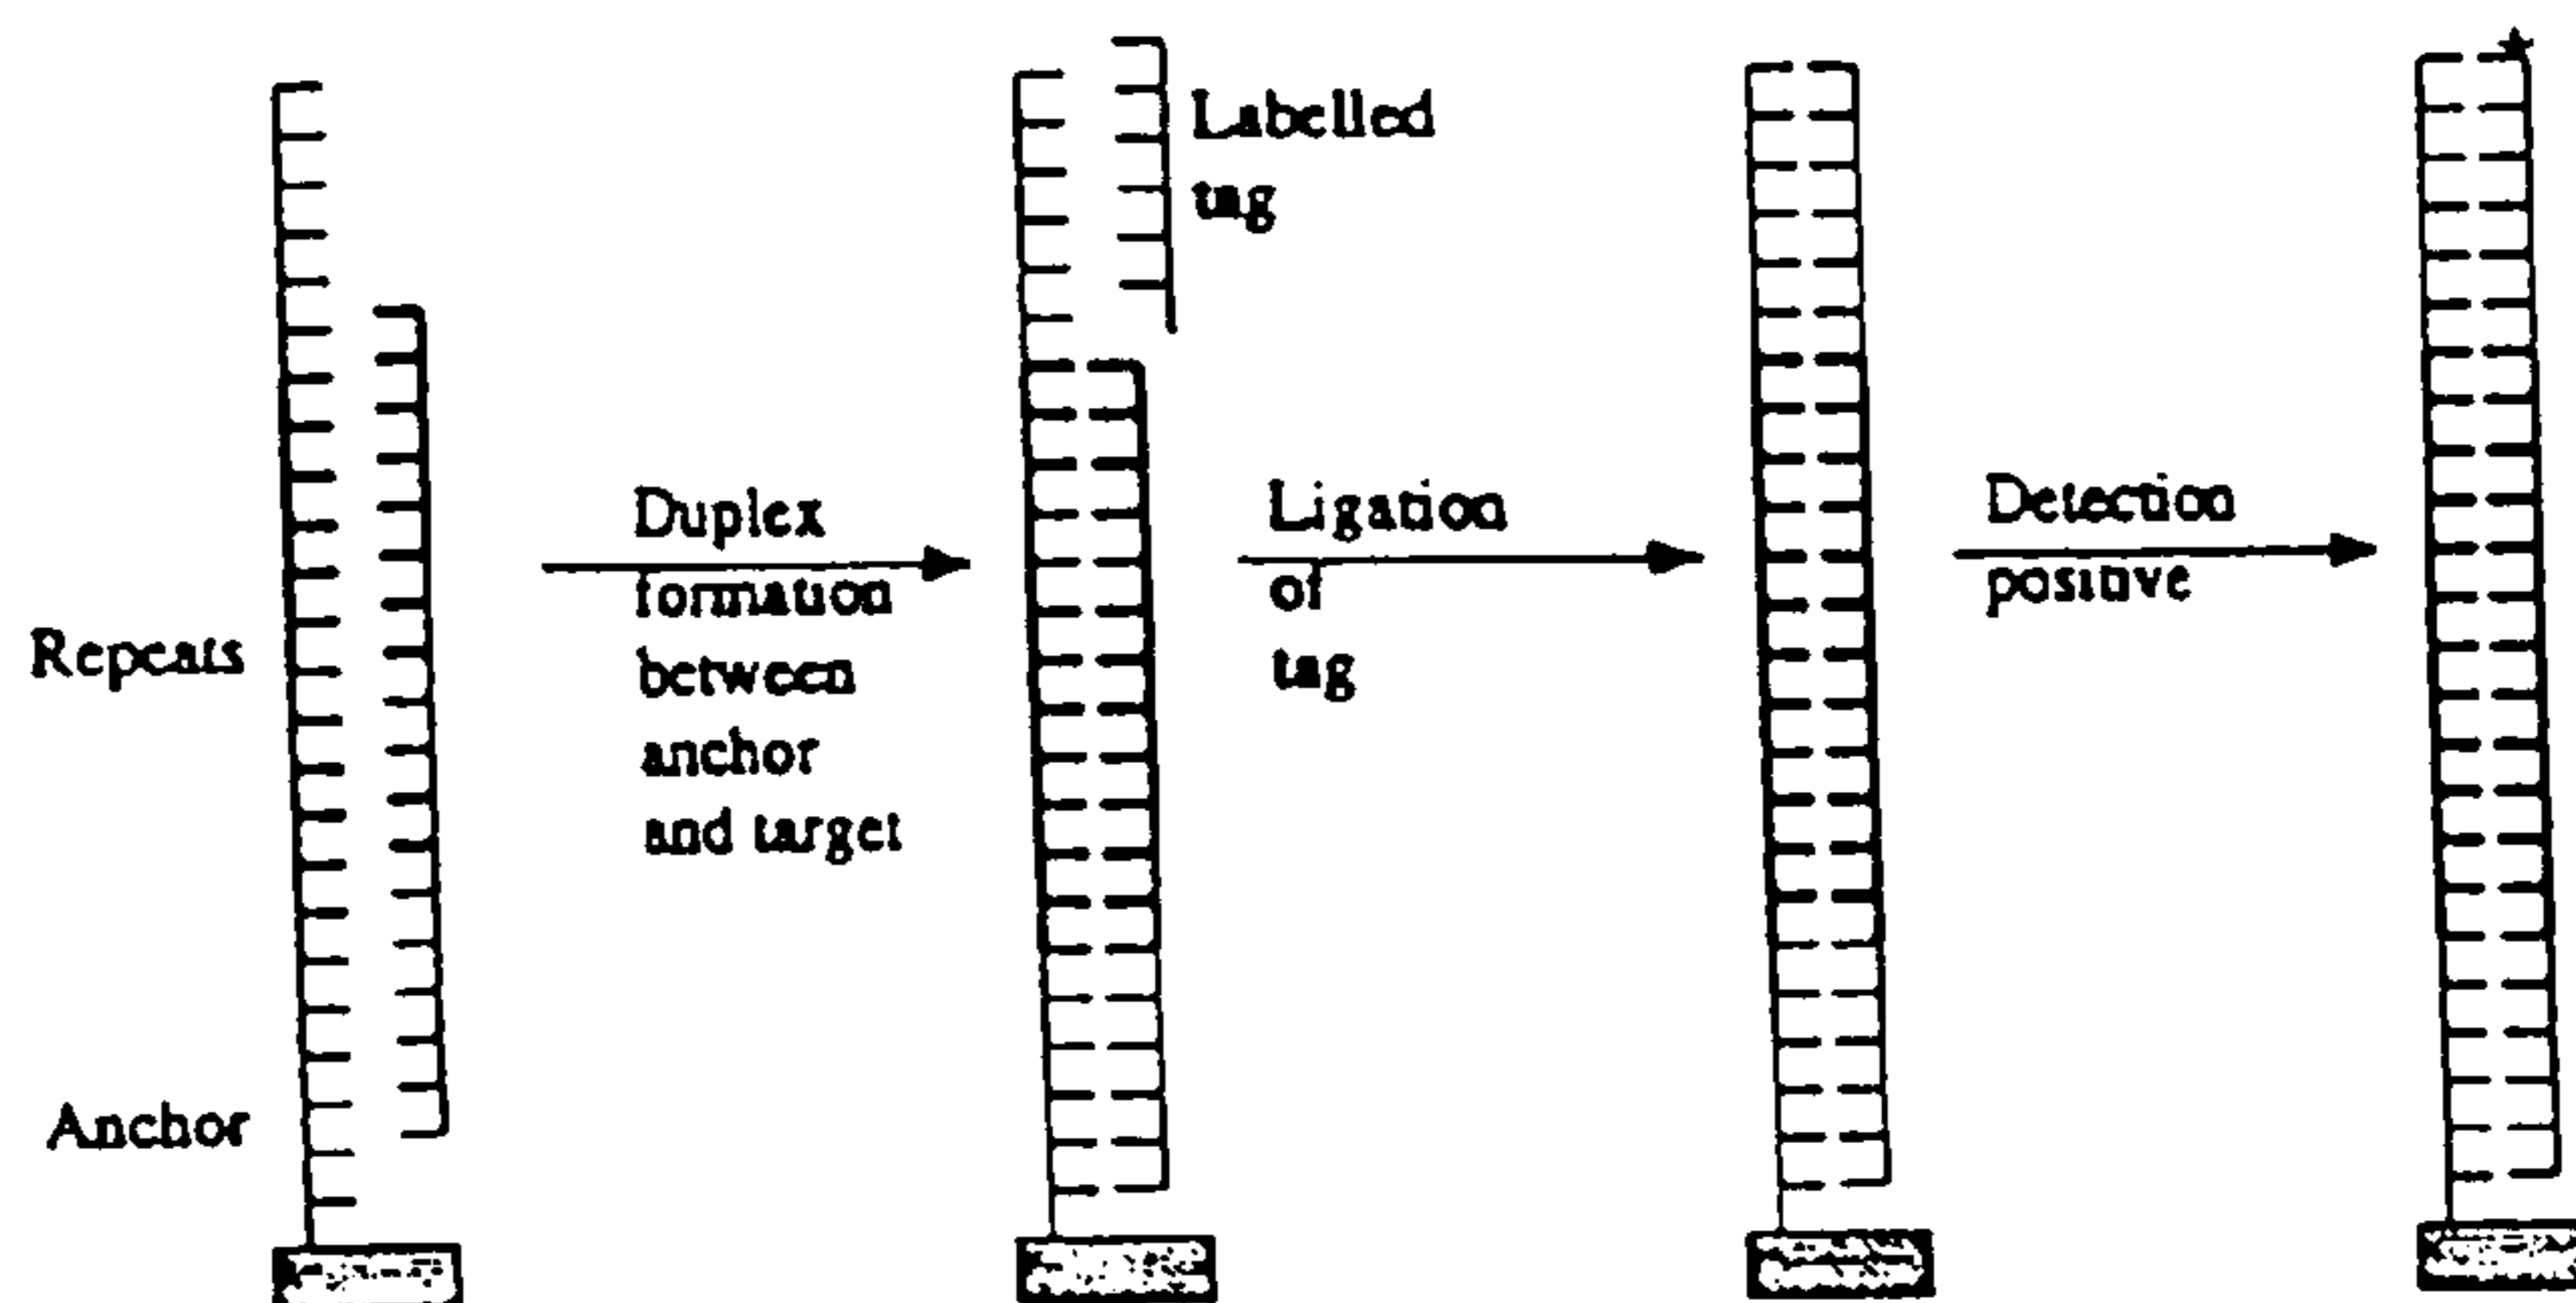 Repeats
Anchor
Duplex
formation
between
anchor
and target
Labelled
tag
Ligation
of
tag
Detection
positive